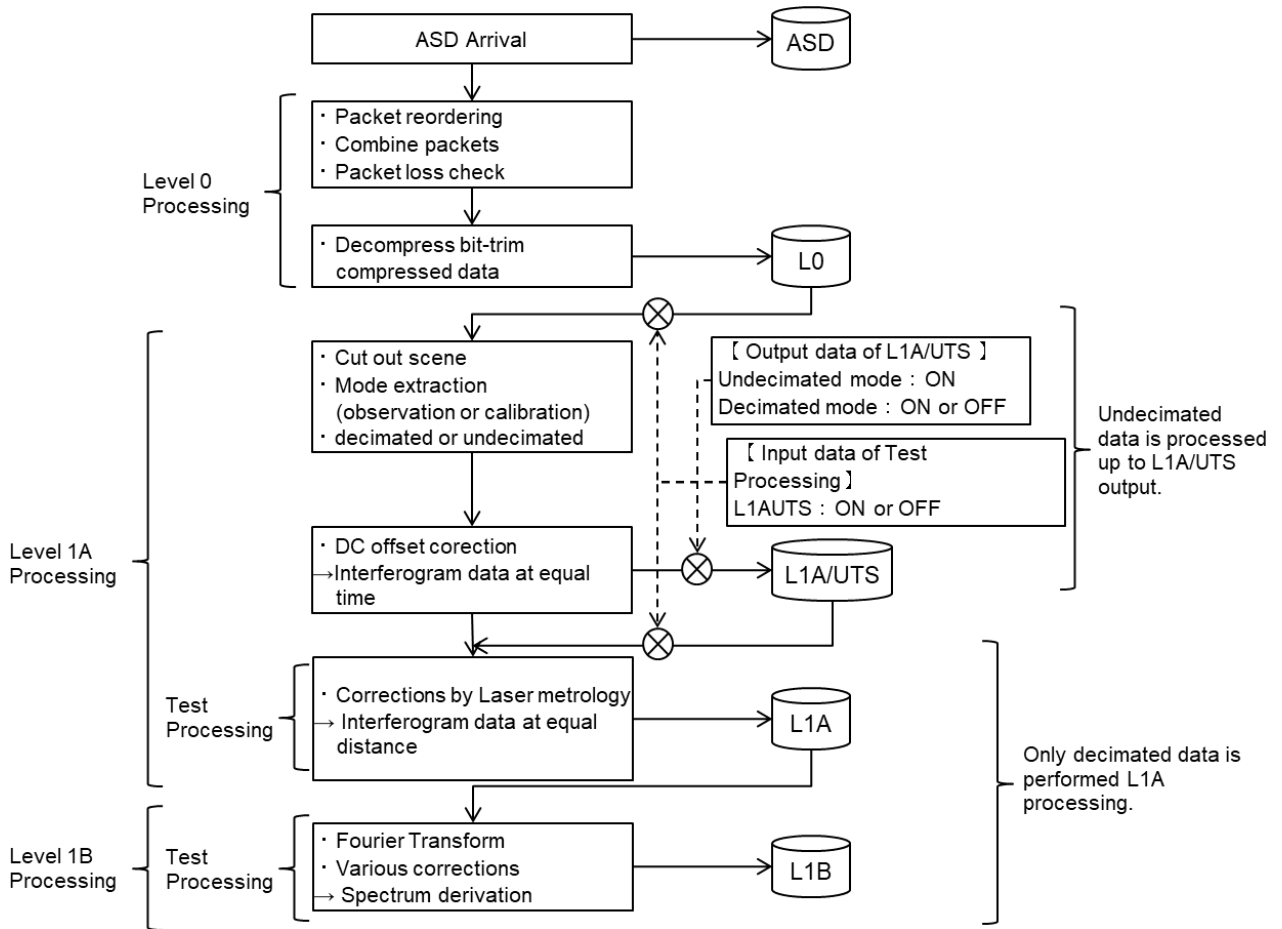 ASD Arrival
ASD
Level 0
Processing
・Packet reordering
・Combine packets
・Packet loss check
・Decompress bit-trim
compressed data
L0
・Cut out scene
・Mode extraction
(observation or calibration)
・decimated or undecimated
【 Output data of L1A/UTS 】
Undecimated mode : ON
Decimated mode : ON or OFF
【 Input data of Test
Processing】
L1AUTS : ON or OFF
Undecimated
data is processed
up to L1A/UTS
output.
Level 1A
Processing
・DC offset corection
→Interferogram data at equal
time
L1A/UTS
Test
Processing
・Corrections by Laser metrology
→ Interferogram data at equal
distance
L1A
Only decimated data is
performed L1A
processing.
Level 1B
Processing
Test
Processing
・Fourier Transform
・Various corrections
→ Spectrum derivation
L1B